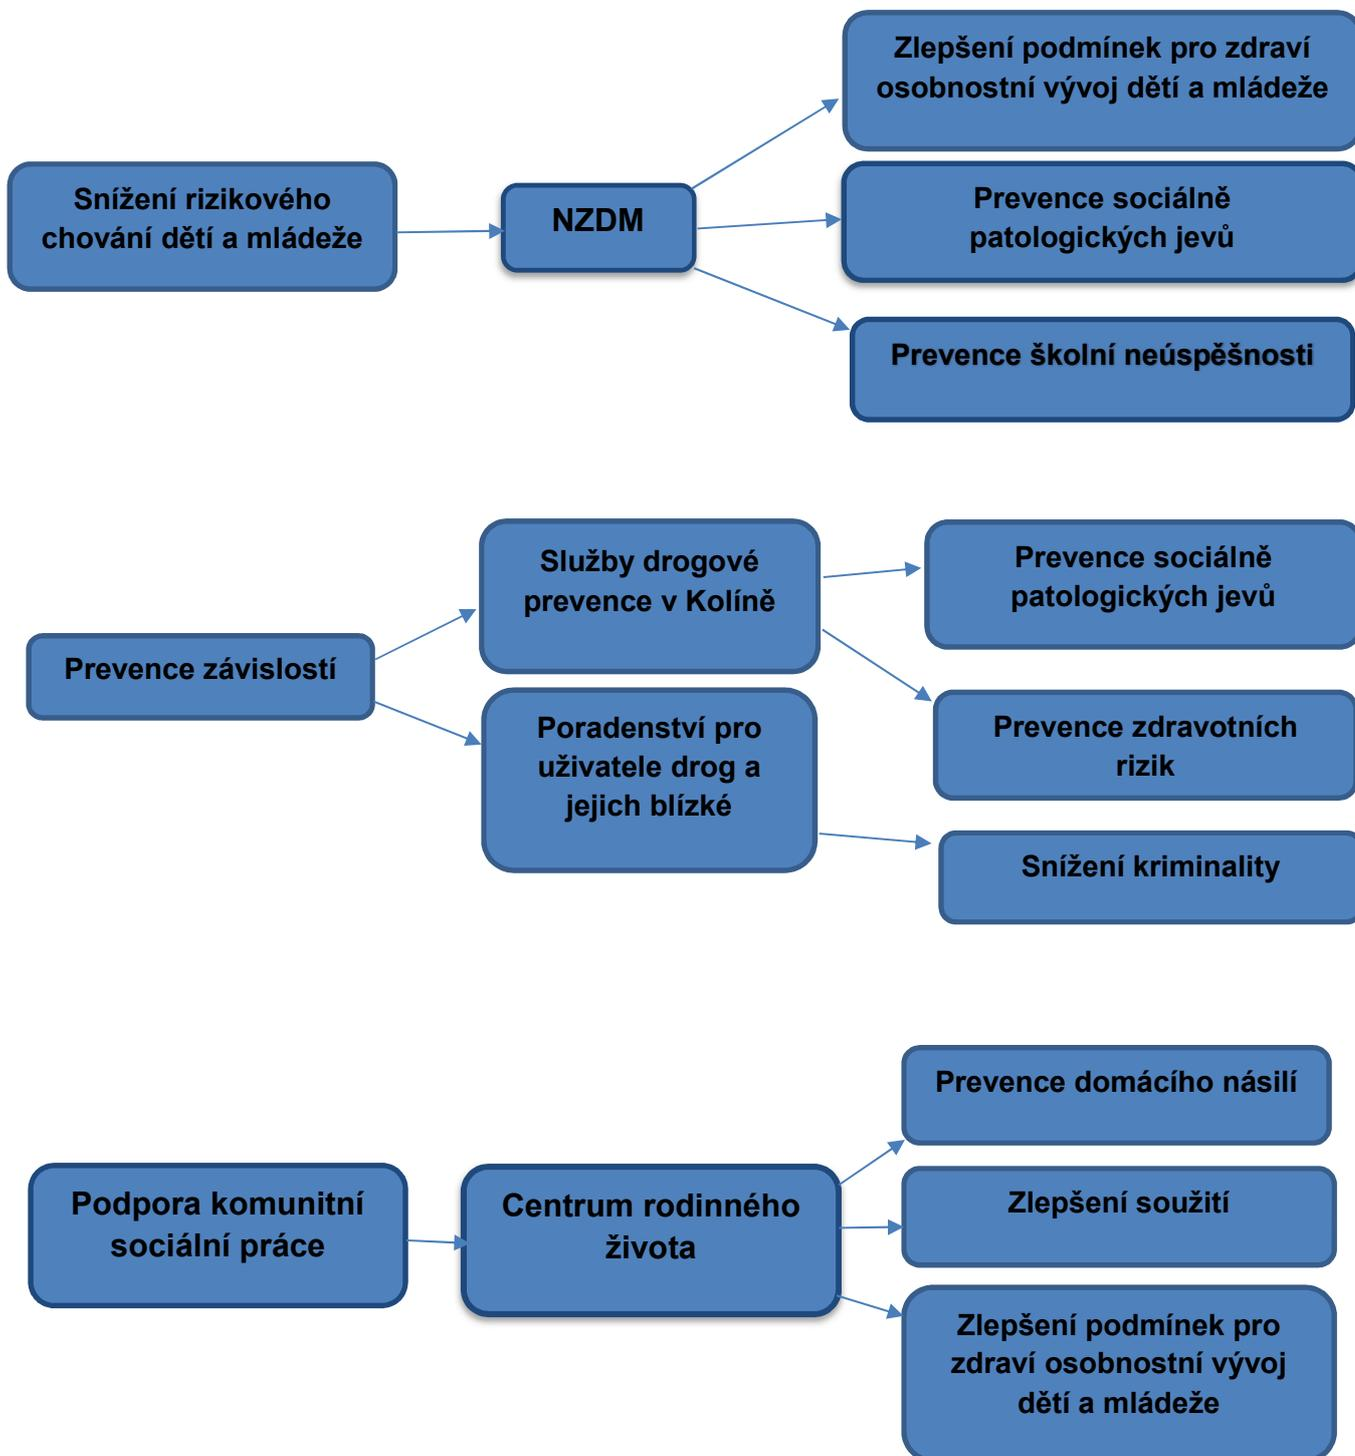 Zlepšení podmínek pro zdraví
osobnostní vývoj dětí a mládeže
Snížení rizikového
chování dětí a mládeže
NZDM
Prevence sociálně
patologických jevů
Prevence školní neúspěšnosti
Služby drogové
prevence v Kolíně
Prevence sociálně
patologických jevů
Prevence závislostí
Poradenství pro
uživatele drog a
jejich blízké
Prevence zdravotních
rizik
Snížení kriminality
Prevence domácího násilí
Podpora komunitní
sociální práce
Centrum rodinného
života
Zlepšení soužití
Zlepšení podmínek pro
zdraví osobnostní vývoj
dětí a mládeže